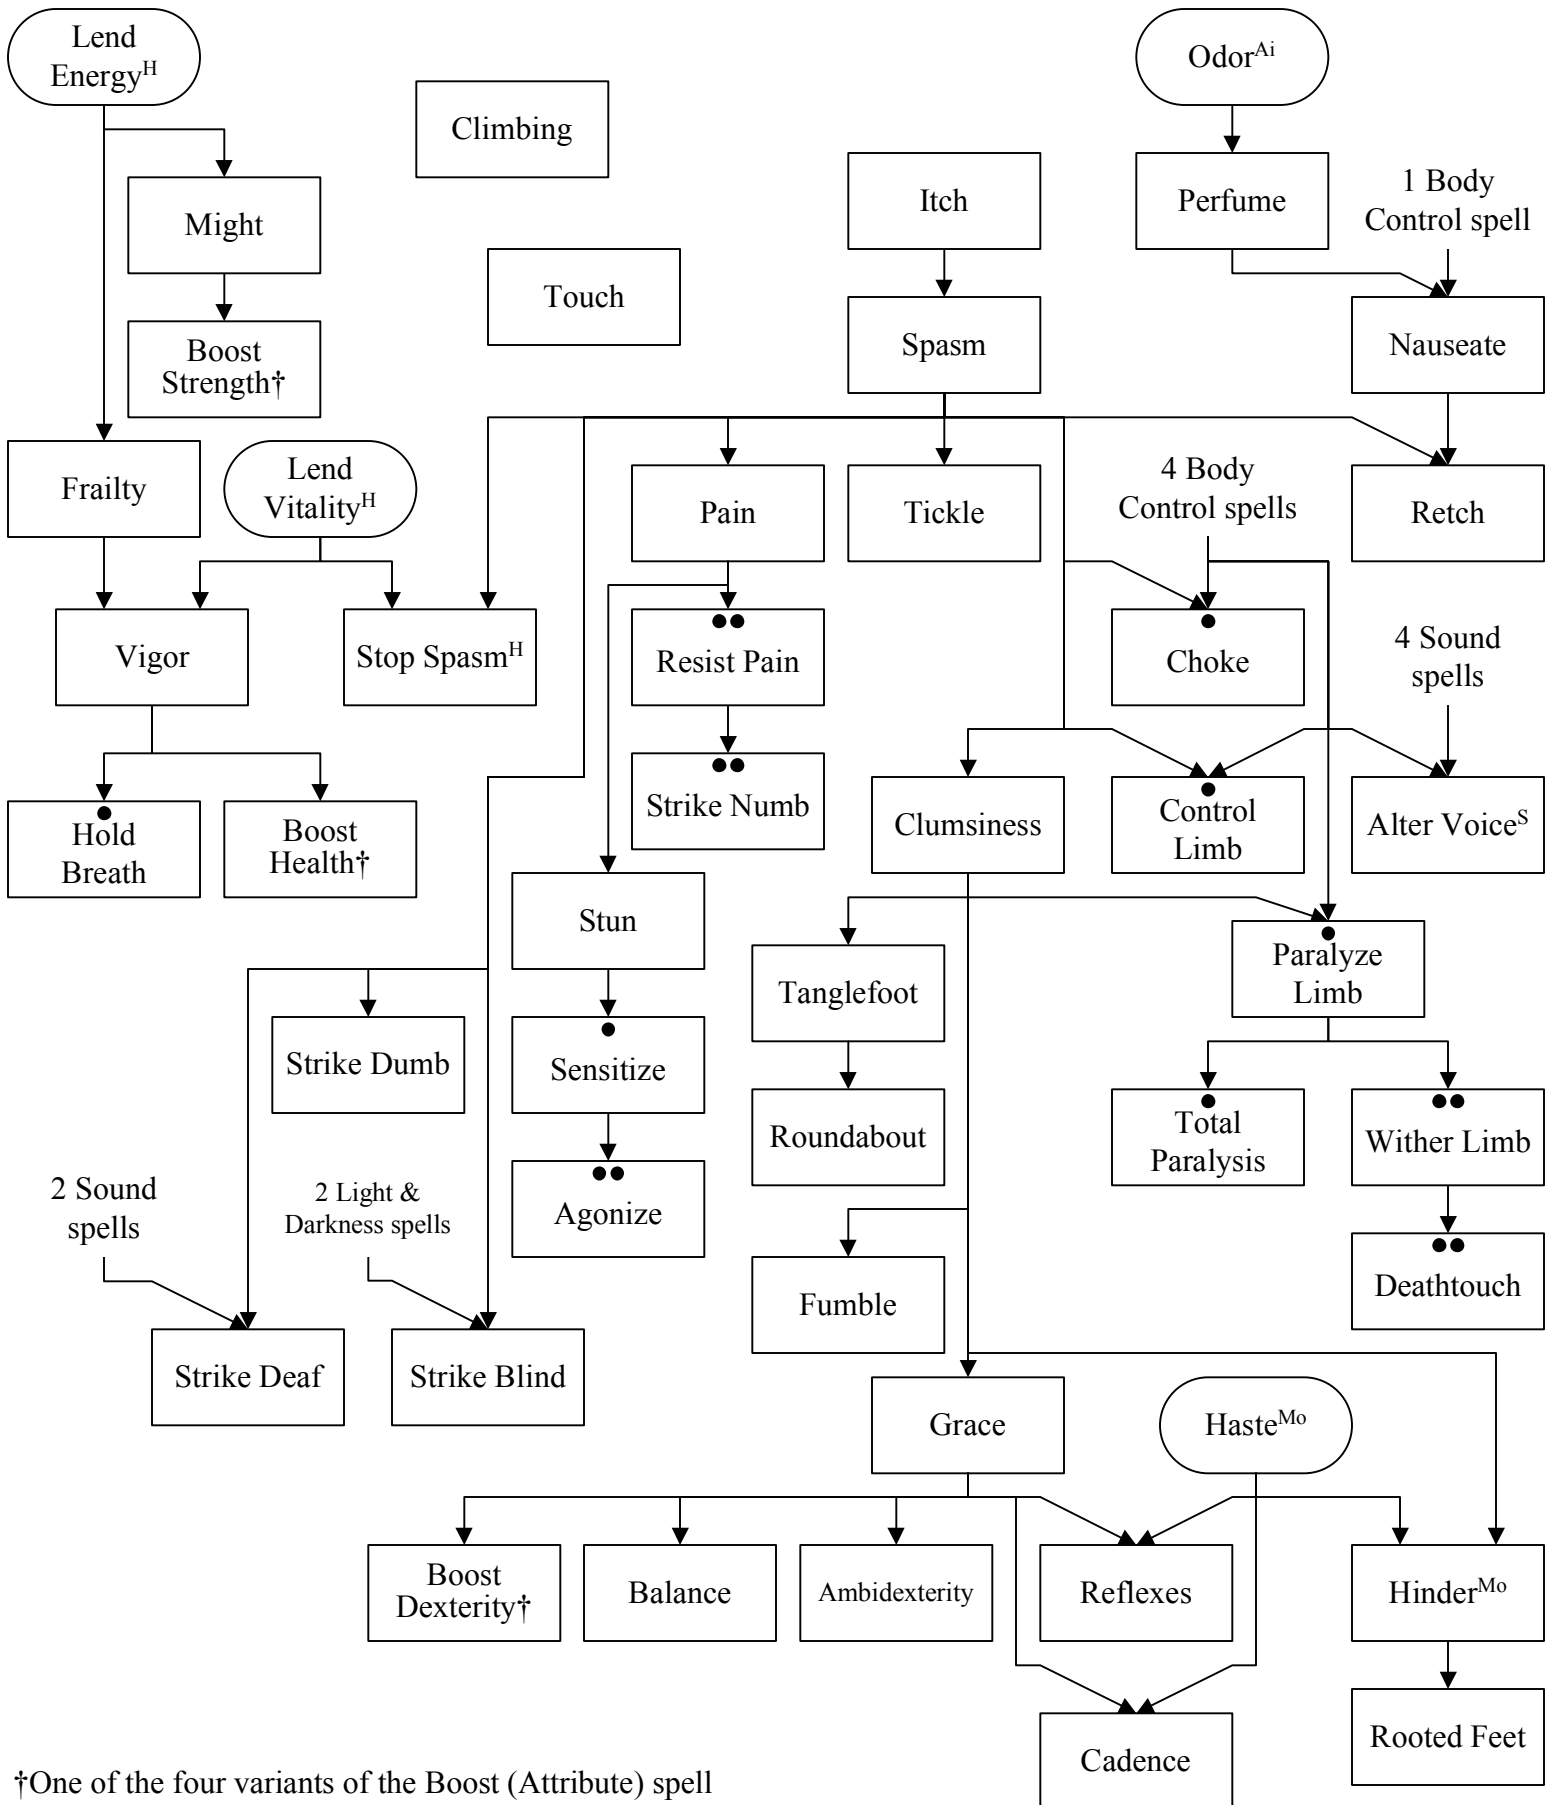 Lend
Energy^H
Odor^Ai
Climbing
Itch
Perfume
1 Body
Control spell
Might
Touch
Spasm
Nauseate
Boost
Strength†
Frailty
Lend
Vitality^H
Pain
Tickle
4 Body
Control spells
Retch
Vigor
Stop Spasm^H
●●
Resist Pain
●
Choke
4 Sound
spells
●●
Strike Numb
Clumsiness
●
Control
Limb
Alter Voice^S
●
Hold
Breath
Boost
Health†
Stun
Tanglefoot
●
Paralyze
Limb
Strike Dumb
●
Sensitize
Roundabout
●
Total
Paralysis
●●
Wither Limb
2 Sound
spells
2 Light &
Darkness spells
●●
Agonize
Fumble
●●
Deathtouch
Strike Deaf
Strike Blind
Grace
Haste^Mo
Boost
Dexterity†
Balance
Ambidexterity
Reflexes
Hinder^Mo
Cadence
Rooted Feet
†One of the four variants of the Boost (Attribute) spell